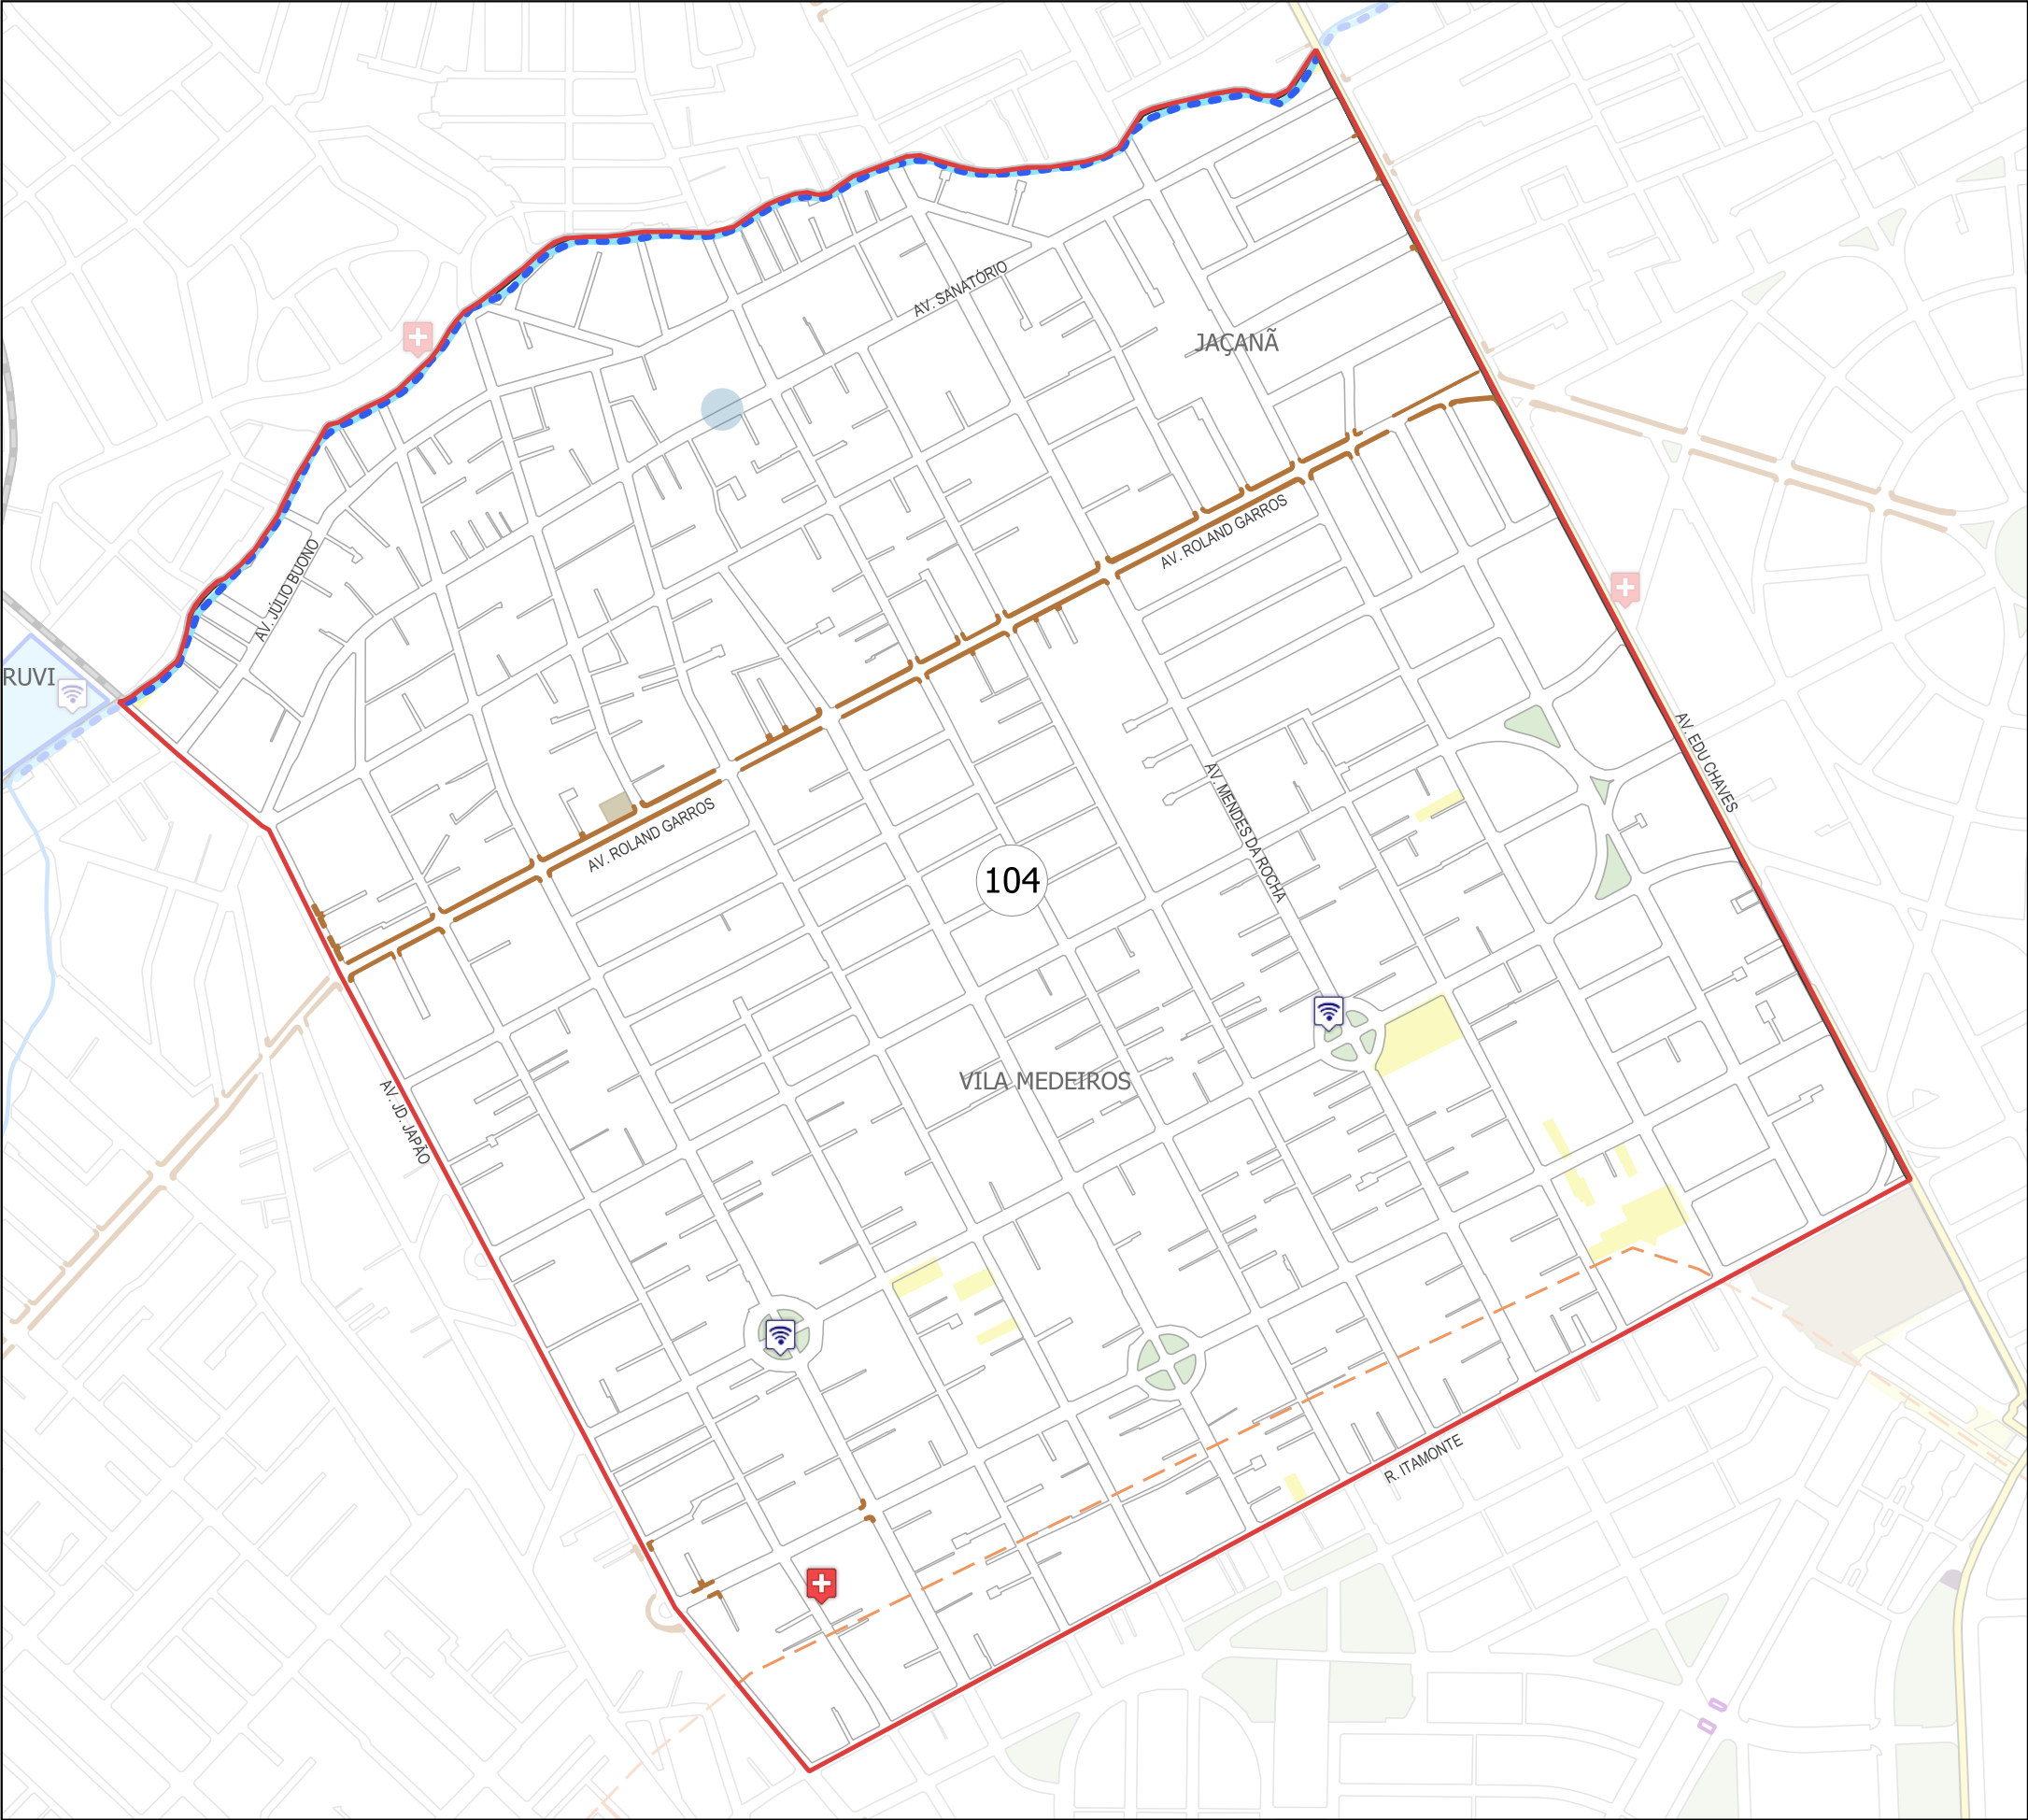 AV. SANATÓRIO
JAÇANÃ
AV. ROLAND GARROS
AV. JÚLIO BUONO
RUVI
AV. EDU CHAVES
AV. MENDES DA ROCHA
AV. ROLAND GARROS
104
VILA MEDEIROS
AV. JD. JAPÃO
R. ITAMONTE